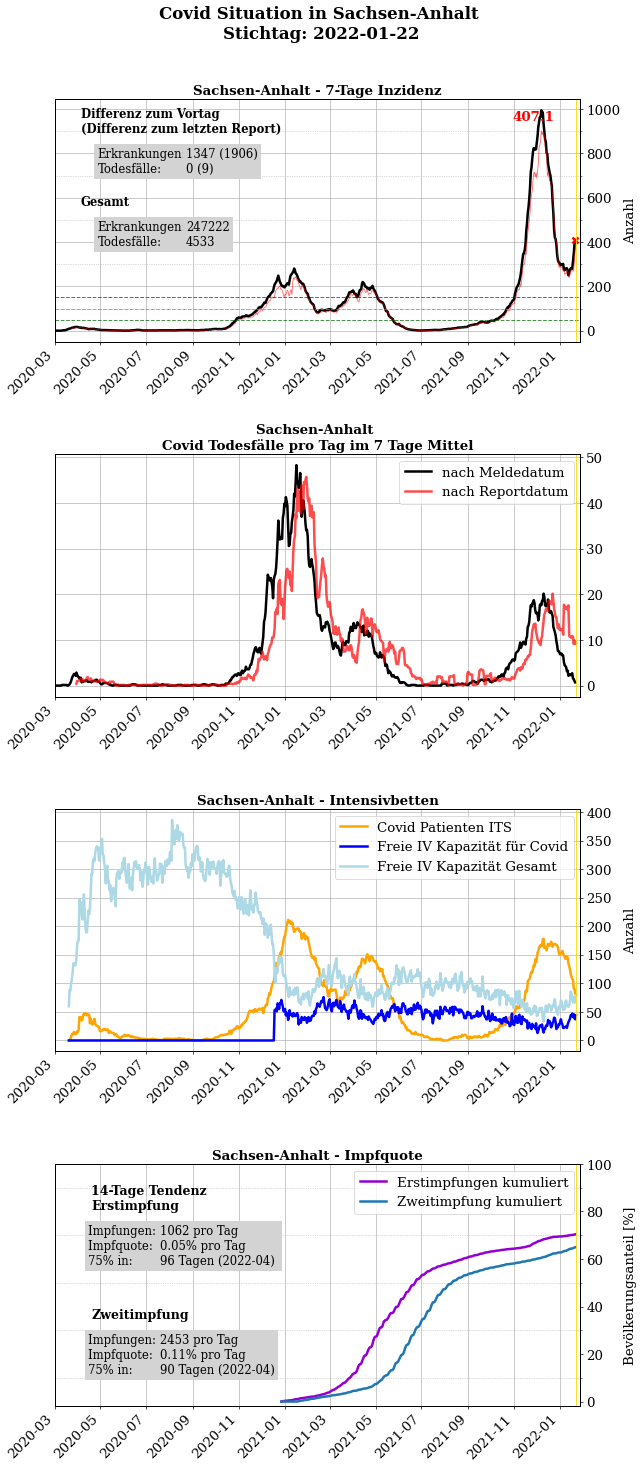 Covid Situation in Sachsen-Anhalt
Stichtag: 2022-01-22
Sachsen-Anhalt - 7-Tage Inzidenz
Differenz zum Vortag
(Differenz zum letzten Report)
Erkrankungen 1347 (1906)
Todesfälle: 0 (9)
Gesamt
Erkrankungen 247222
Todesfälle: 4533
407.1
1000
800
600
400
200
0
Anzahl
2020-03
2020-05
2020-07
2020-09
2020-11
2021-01
2021-03
2021-05
2021-07
2021-09
2021-11
2022-01
Sachsen-Anhalt
Covid Todesfälle pro Tag im 7 Tage Mittel
nach Meldedatum
nach Reportdatum
50
40
30
20
10
0
2020-03
2020-05
2020-07
2020-09
2020-11
2021-01
2021-03
2021-05
2021-07
2021-09
2021-11
2022-01
Sachsen-Anhalt - Intensivbetten
Covid Patienten ITS
Freie IV Kapazität für Covid
Freie IV Kapazität Gesamt
400
350
300
250
200
150
100
50
0
Anzahl
2020-03
2020-05
2020-07
2020-09
2020-11
2021-01
2021-03
2021-05
2021-07
2021-09
2021-11
2022-01
Sachsen-Anhalt - Impfquote
14-Tage Tendenz
Erstimpfung
Impfungen: 1062 pro Tag
Impfquote: 0.05% pro Tag
75% in: 96 Tagen (2022-04)
Zweitimpfung
Impfungen: 2453 pro Tag
Impfquote: 0.11% pro Tag
75% in: 90 Tagen (2022-04)
Erstimpfungen kumuliert
Zweitimpfung kumuliert
100
80
60
40
20
0
Bevölkerungsanteil [%]
2020-03
2020-05
2020-07
2020-09
2020-11
2021-01
2021-03
2021-05
2021-07
2021-09
2021-11
2022-01